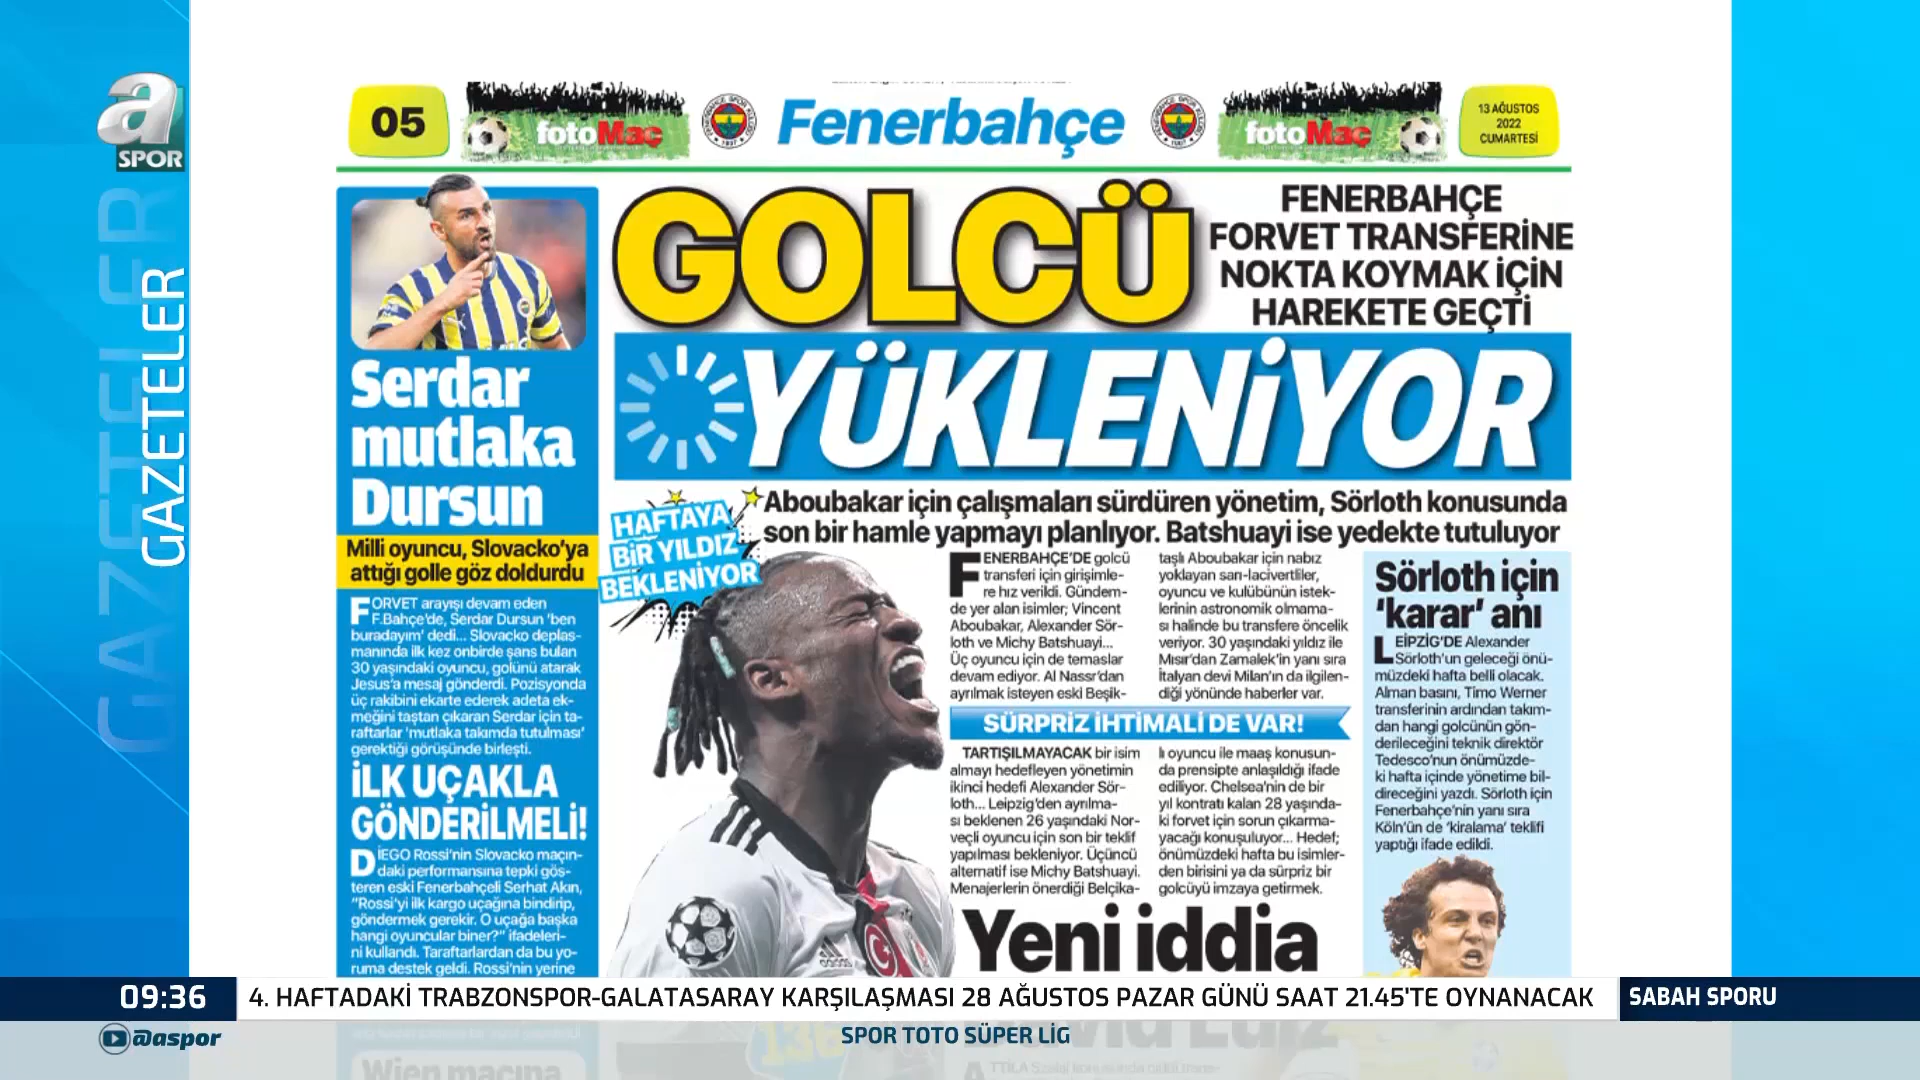 a
SPOR
GAZETELER
GAZETELER
05
fotoMaç
Fenerbahçe
fotoMaç
13 AĞUSTOS
2022
CUMARTESİ
Serdar
mutlaka
Dursun
Milli oyuncu, Slovacko'ya
attığı golle göz doldurdu
FORVET arayışı devam eden
F.Bahçe'de, Serdar Dursun 'ben
buradayım' dedi... Slovacko deplas-
manında ilk kez onbirde şans bulan
30 yaşındaki oyuncu, golünü atarak
Jesus'a mesaj gönderdi. Pozisyonda
üç rakibini ekarte ederek adeta ek-
meğini taştan çıkaran Serdar için ta-
raftarlar 'mutlaka takımda tutulması'
gerektiği görüşünde birleşti.
İLK UÇAKLA
GÖNDERİLMELİ!
DİEGO Rossi'nin Slovacko maçın-
daki performansına tepki gös-
teren eski Fenerbahçeli Serhat Akın,
"Rossi'yi ilk kargo uçağına bindirip,
göndermek gerekir. O uçağa başka
hangi oyuncular biner?" ifadeleri-
ni kullandı. Taraftarlardan da bu yo-
ruma destek geldi. Rossi'nin yerine
GOLCÜ
FENERBAHÇE
FORVET TRANSFERİNE
NOKTA KOYMAK İÇİN
HAREKETE GEÇTİ
YÜKLENİYOR
HAFTAYA
BİR YILDIZ
BEKLENİYOR
Aboubakar için çalışmaları sürdüren yönetim, Sörloth konusunda
son bir hamle yapmayı planlıyor. Batshuayi ise yedekte tutuluyor
FENERBAHÇE'DE golcü
transferi için girişimle-
re hız verildi. Gündem-
de yer alan isimler; Vincent
Aboubakar, Alexander Sör-
loth ve Michy Batshuayi...
Üç oyuncu için de temaslar
devam ediyor. Al Nassr'dan
ayrılmak isteyen eski Beşik-
taşlı Aboubakar için nabız
yoklayan sarı-lacivertliler,
oyuncu ve kulübünün istek-
lerinin astronomik olmama-
sı halinde bu transfere öncelik
veriyor. 30 yaşındaki yıldız ile
Mısır'dan Zamalek'in yanı sıra
İtalyan devi Milan'ın da ilgilen-
diği yönünde haberler var.
SÜRPRİZ İHTİMALİ DE VAR!
TARTIŞILMAYACAK bir isim
almayı hedefleyen yönetimin
ikinci hedefi Alexander Sör-
loth... Leipzig'den ayrılma-
sı beklenen 26 yaşındaki Nor-
veçli oyuncu için son bir teklif
yapılması bekleniyor. Üçüncü
alternatif ise Michy Batshuayi.
Menajerlerin önerdiği Belçika-
lı oyuncu ile maaş konusun-
da prensipte anlaşıldığı ifade
ediliyor. Chelsea'nin de bir
yıl kontratı kalan 28 yaşında-
ki forvet için sorun çıkarma-
yacağı konuşuluyor... Hedef;
önümüzdeki hafta bu isimler-
den birisini ya da sürpriz bir
golcüyü imzaya getirmek.
Sörloth için
'karar' anı
LEİPZİG'DE Alexander
Sörloth'un geleceği önü-
müzdeki hafta belli olacak.
Alman basını, Timo Werner
transferinin ardından takım-
dan hangi golcünün gön-
derileceğini teknik direktör
Tedesco'nun önümüzde-
ki hafta içinde yönetime bil-
direceğini yazdı. Sörloth için
Fenerbahçe'nin yanı sıra
Köln'ün de 'kiralama' teklifi
yaptığı ifade edildi.
adidas
Yeni iddia
09:36
4. HAFTADAKİ TRABZONSPOR-GALATASARAY KARŞILAŞMASI 28 AĞUSTOS PAZAR GÜNÜ SAAT 21.45'TE OYNANACAK
SABAH SPORU
@aspor
SPOR TOTO SÜPER LİG
David Luiz
Wien maçına